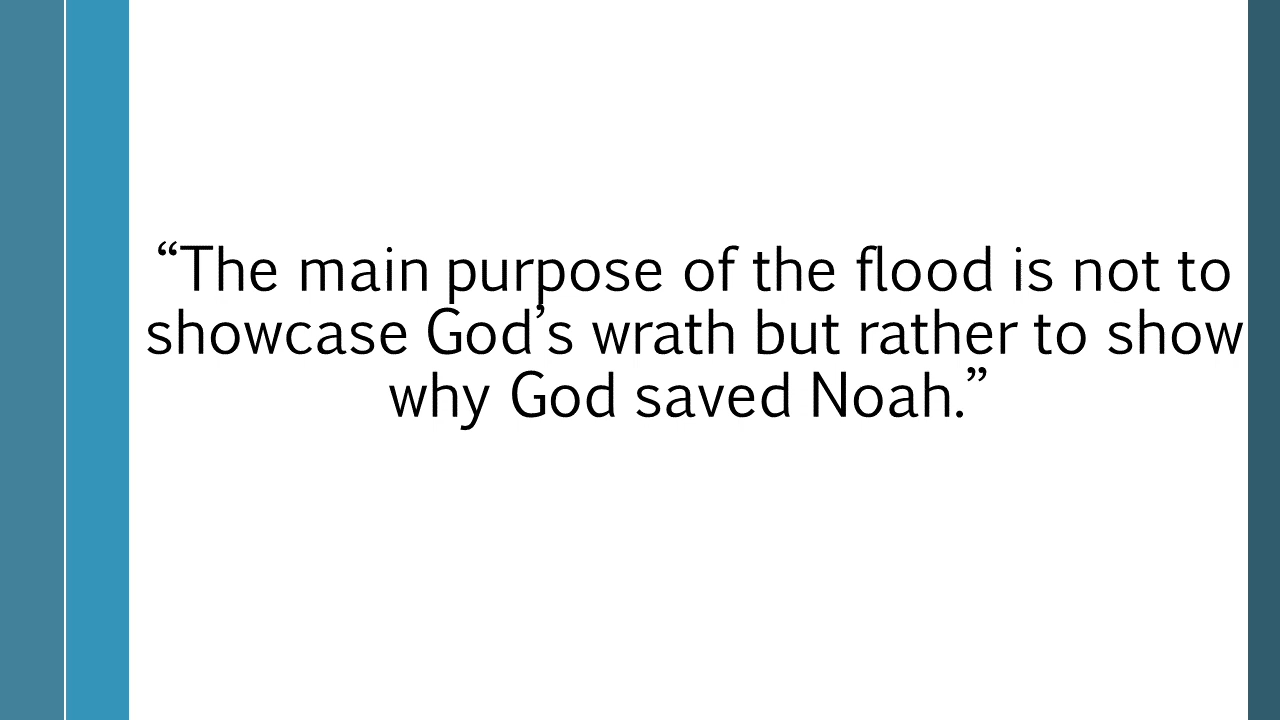 “The main purpose of the flood is not to
showcase God’s wrath but rather to show
why God saved Noah.”